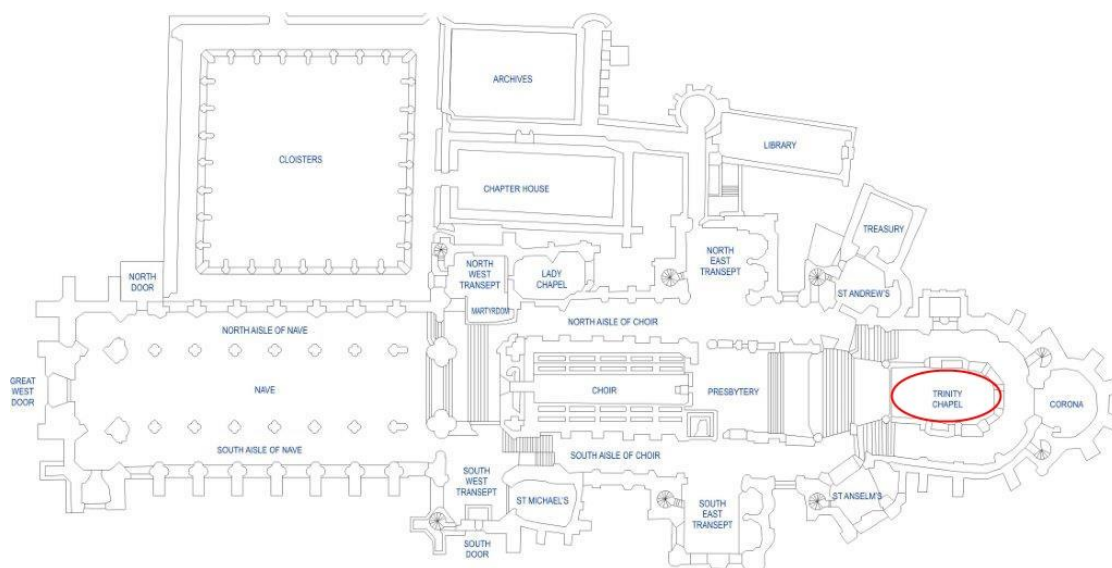 ARCHIVES
CLOISTERS
LIBRARY
CHAPTER HOUSE
TREASURY
NORTH
EAST
TRANSEPT
NORTH
WEST
TRANSEPT
LADY
CHAPEL
NORTH
DOOR
ST ANDREW'S
MARTYRDOM
NORTH AISLE OF NAVE
NORTH AISLE OF CHOIR
GREAT
WEST
DOOR
NAVE
CHOIR
PRESBYTERY
TRINITY
CHAPEL
CORONA
SOUTH AISLE OF NAVE
SOUTH AISLE OF CHOIR
SOUTH
WEST
TRANSEPT
ST MICHAEL'S
ST ANSELM'S
SOUTH
EAST
TRANSEPT
SOUTH
DOOR